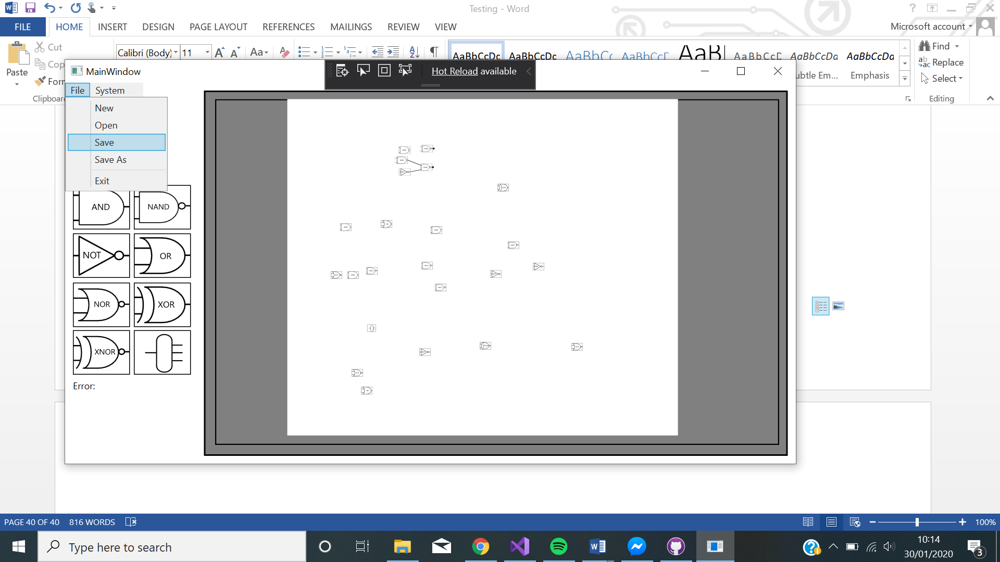 Testing - Word
?
FILE HOME INSERT DESIGN PAGE LAYOUT REFERENCES MAILINGS REVIEW VIEW
Microsoft account
Cut
Calibri (Body) 11
Aa
AaBbCcDc AaBbCcDc AaBbCc AaBbCcD AaB AaBbCcD AaBbCcDa AaBbCcDa
Find
Paste
Cop
Replace
Form
ubtle Em... Emphasis
Select
Clipboard
Editing
MainWindow
Hot Reload available
File System
New
Open
Save
Save As
Exit
AND NAND
NOT OR
NOR XOR
XNOR
Error:
PAGE 40 OF 40 816 WORDS
100%
Type here to search
10:14
30/01/2020
3